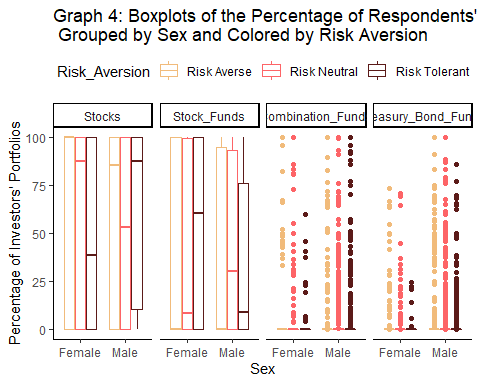 Graph 4: Boxplots of the Percentage of Respondents'
Grouped by Sex and Colored by Risk Aversion
Risk_Aversion Risk Averse Risk Neutral Risk Tolerant
Stocks Stock_Funds ombination_Fund easury_Bond_Fun
Percentage of Investors' Portfolios
100
75
50
25
0
Female Male Female Male Female Male Female Male
Sex